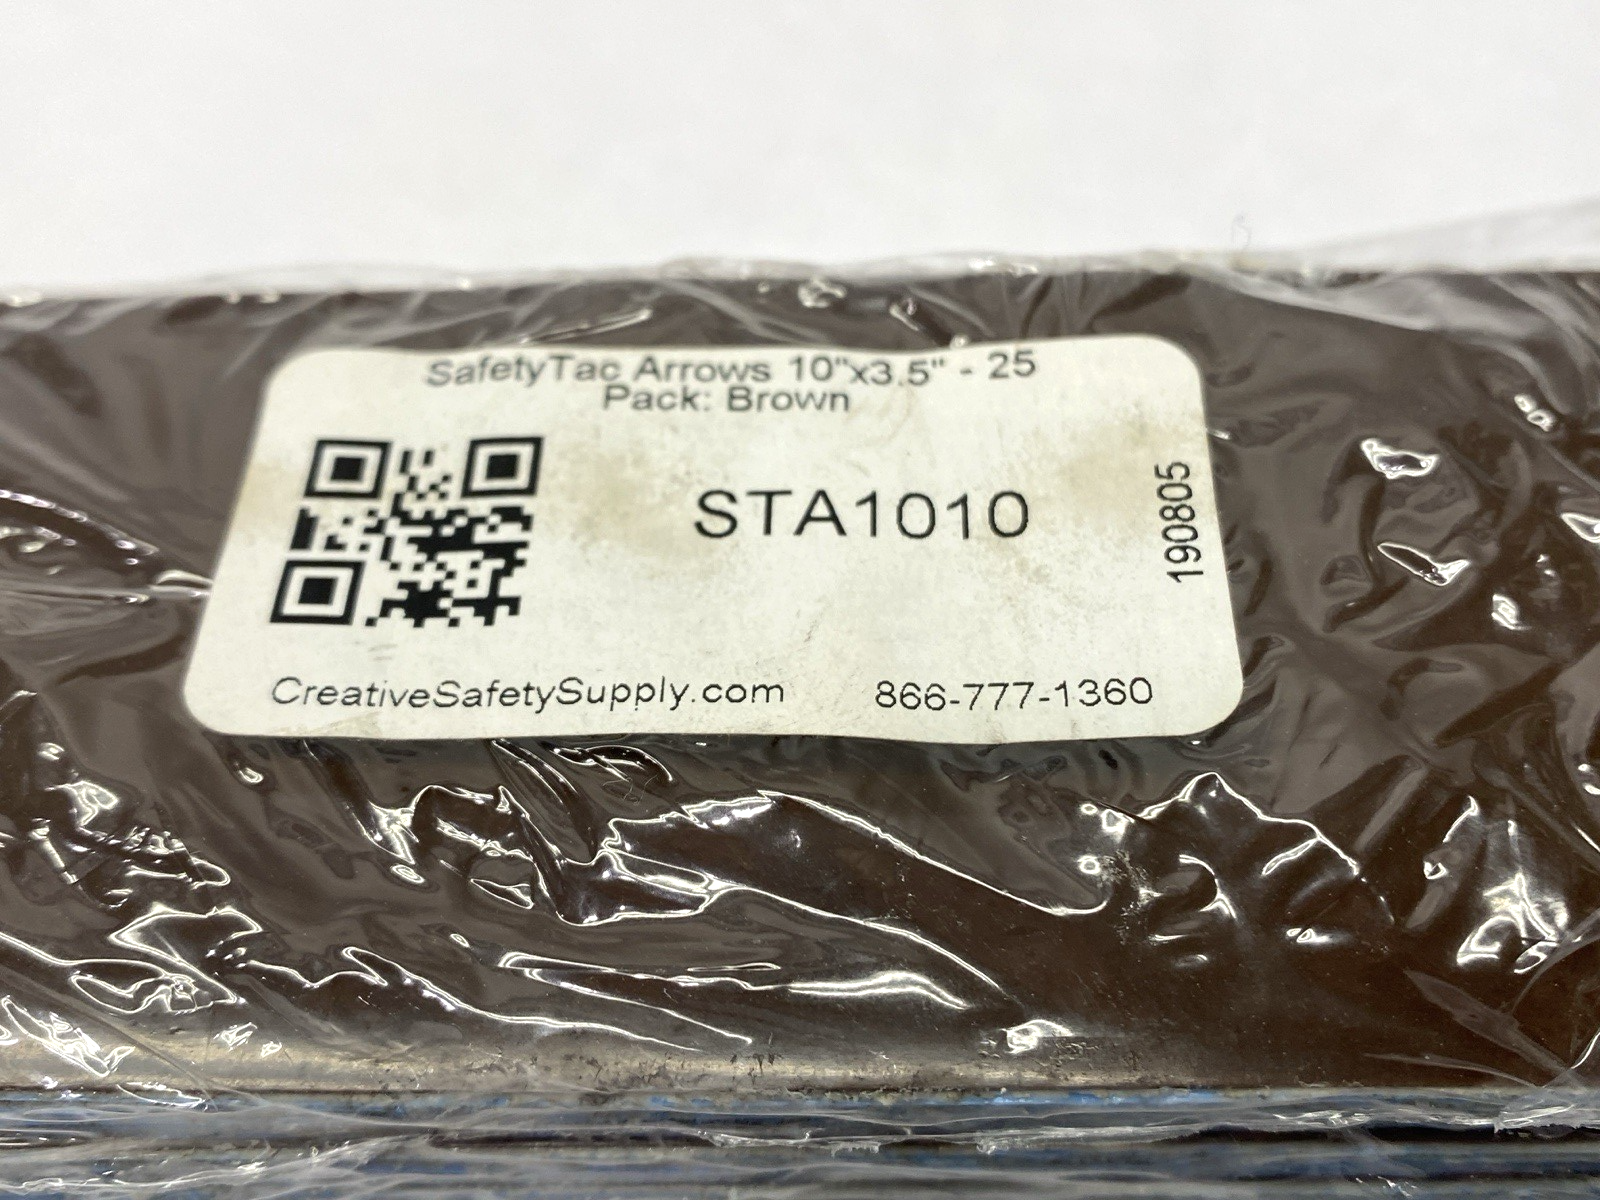 SafetyTac Arrows 10"x3.5" - 25
Pack: Brown
STA1010
190805
CreativeSafetySupply.com 866-777-1360